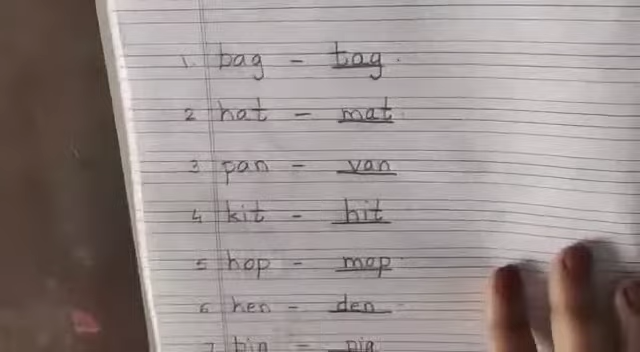 1. bag - tag.
2 hat - mat.
3 pan - van
4 kit - hit
5 hop - mop
6 hen - den
7